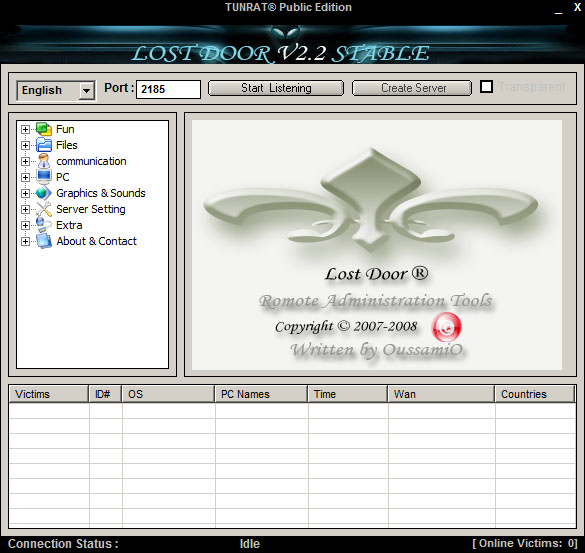 TUNRAT® Public Edition _ X
LOST DOOR V2.2 STABLE
English Port : 2185 Start Listening Create Server Transparent
Fun
Files
communication
PC
Graphics & Sounds
Server Setting
Extra
About & Contact
Lost Door ®
Romote Administration Tools
Copyright © 2007-2008
Written by OussamiO
Victims ID# OS PC Names Time Wan Countries
Connection Status : Idle [ Online Victims: 0]